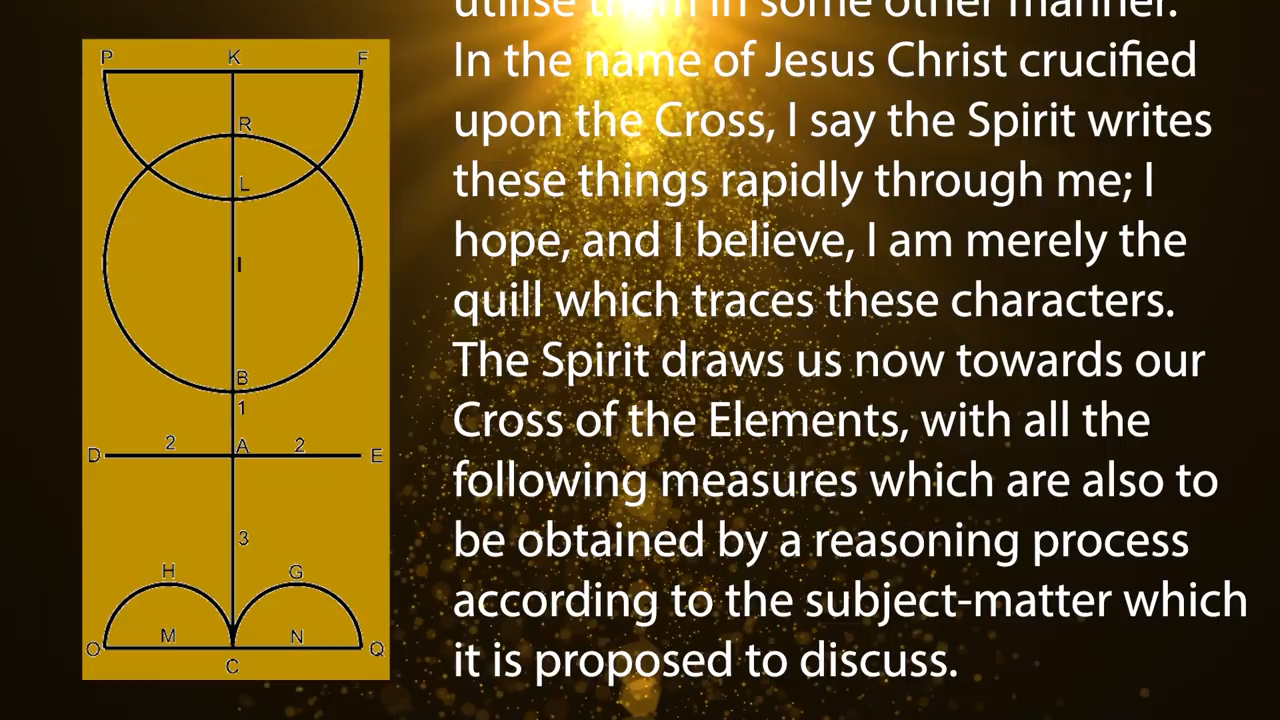 P K F
R
L
I
B
1
2 A 2
D E
3
H G
M N
O Q
C
utilise them in some other manner.
In the name of Jesus Christ crucified
upon the Cross, I say the Spirit writes
these things rapidly through me; I
hope, and I believe, I am merely the
quill which traces these characters.
The Spirit draws us now towards our
Cross of the Elements, with all the
following measures which are also to
be obtained by a reasoning process
according to the subject-matter which
it is proposed to discuss.